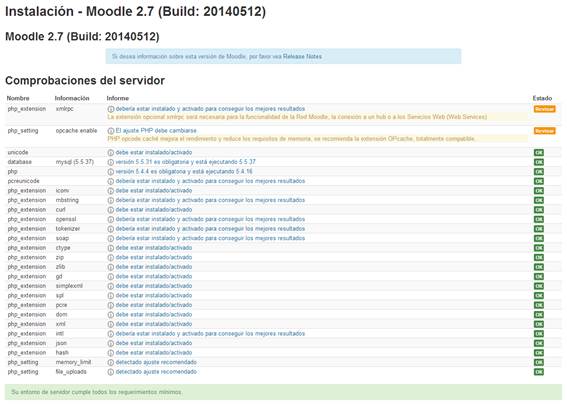 Instalación - Moodle 2.7 (Build: 20140512)
Moodle 2.7 (Build: 20140512)
Si desea información sobre esta versión de Moodle, por favor vea Release Notes
Comprobaciones del servidor
Nombre Información Informe Estado
php_extension xmlrpc debería estar instalado y activado para conseguir los mejores resultados Revisar
La extensión opcional xmlrpc será necesaria para la funcionalidad de la Red Moodle, la conexión a un hub o a los Servicios Web (Web Services)
php_setting opcache.enable El ajuste PHP debe cambiarse Revisar
PHP opcode caché mejora el rendimiento y reduce los requisitos de memoria, se recomienda la extensión OPcache, totalmente compatible.
unicode debe estar instalado/activado OK
database mysql (5.5.37) versión 5.5.31 es obligatoria y está ejecutando 5.5.37 OK
php versión 5.4.4 es obligatoria y está ejecutando 5.4.16 OK
pcreunicode debería estar instalado y activado para conseguir los mejores resultados OK
php_extension iconv debe estar instalado/activado OK
php_extension mbstring debería estar instalado y activado para conseguir los mejores resultados OK
php_extension curl debe estar instalado/activado OK
php_extension openssl debería estar instalado y activado para conseguir los mejores resultados OK
php_extension tokenizer debería estar instalado y activado para conseguir los mejores resultados OK
php_extension soap debería estar instalado y activado para conseguir los mejores resultados OK
php_extension ctype debe estar instalado/activado OK
php_extension zip debe estar instalado/activado OK
php_extension zlib debe estar instalado/activado OK
php_extension gd debe estar instalado/activado OK
php_extension simplexml debe estar instalado/activado OK
php_extension spl debe estar instalado/activado OK
php_extension pcre debe estar instalado/activado OK
php_extension dom debe estar instalado/activado OK
php_extension xml debe estar instalado/activado OK
php_extension intl debería estar instalado y activado para conseguir los mejores resultados OK
php_extension json debe estar instalado/activado OK
php_extension hash debe estar instalado/activado OK
php_setting memory_limit detectado ajuste recomendado OK
php_setting file_uploads detectado ajuste recomendado OK
Su entorno de servidor cumple todos los requerimientos mínimos.